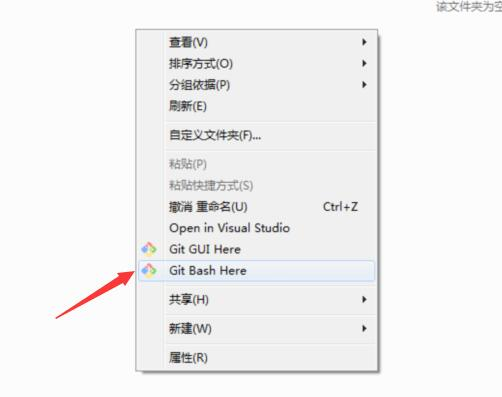 该文件夹为空
查看(V)
排序方式(O)
分组依据(P)
刷新(E)
自定义文件夹(F)...
粘贴(P)
粘贴快捷方式(S)
撤消 重命名(U) Ctrl+Z
Open in Visual Studio
Git GUI Here
Git Bash Here
共享(H)
新建(W)
属性(R)